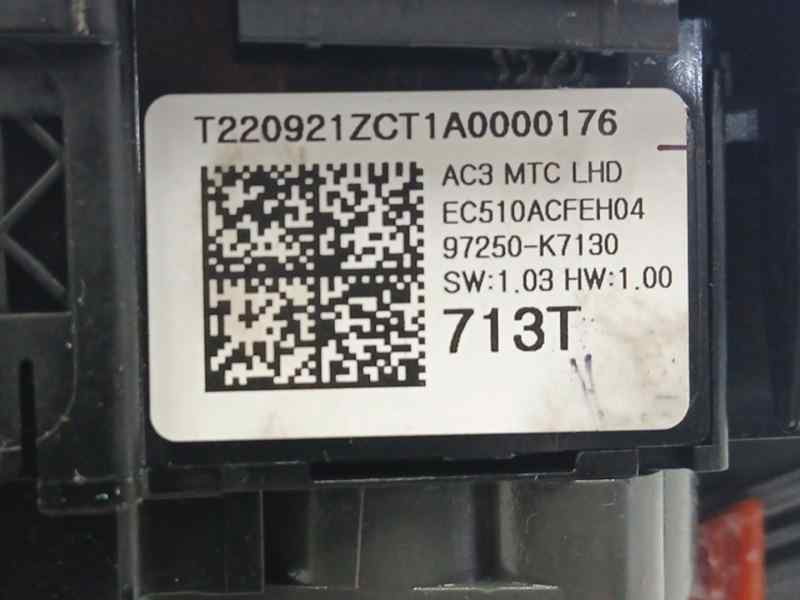 T220921ZCT1A0000176
AC3 MTC LHD
EC510ACFEH04
97250-K7130
SW:1.03 HW:1.00
713T